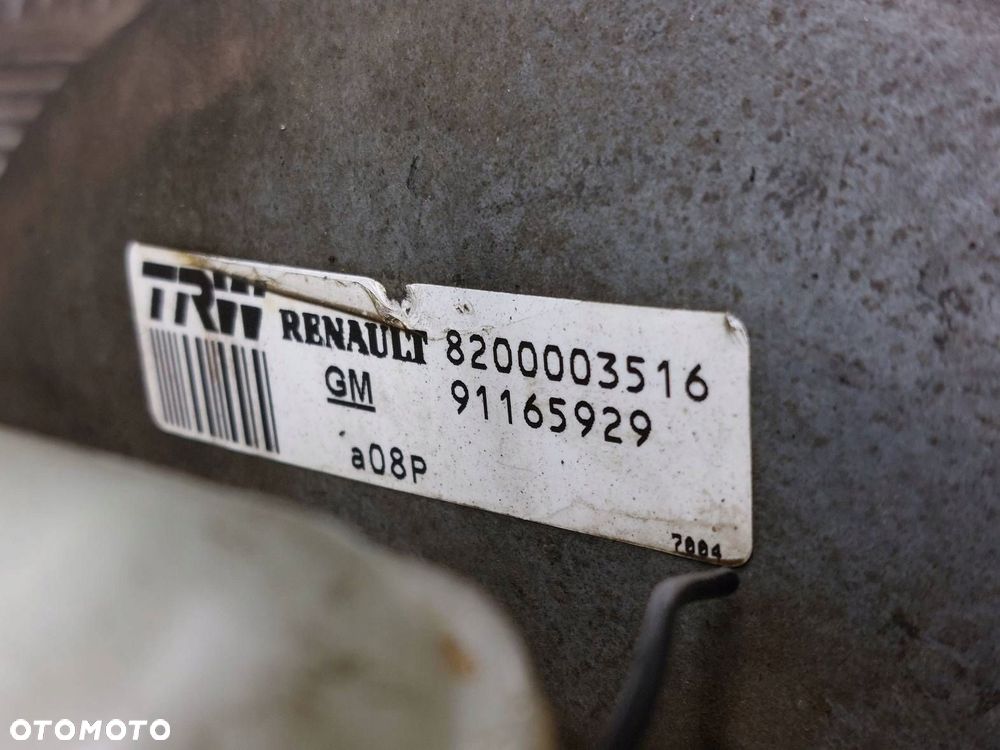 TRW RENAULT 8200003516
GM 91165929
a08P
7004
OTOMOTO